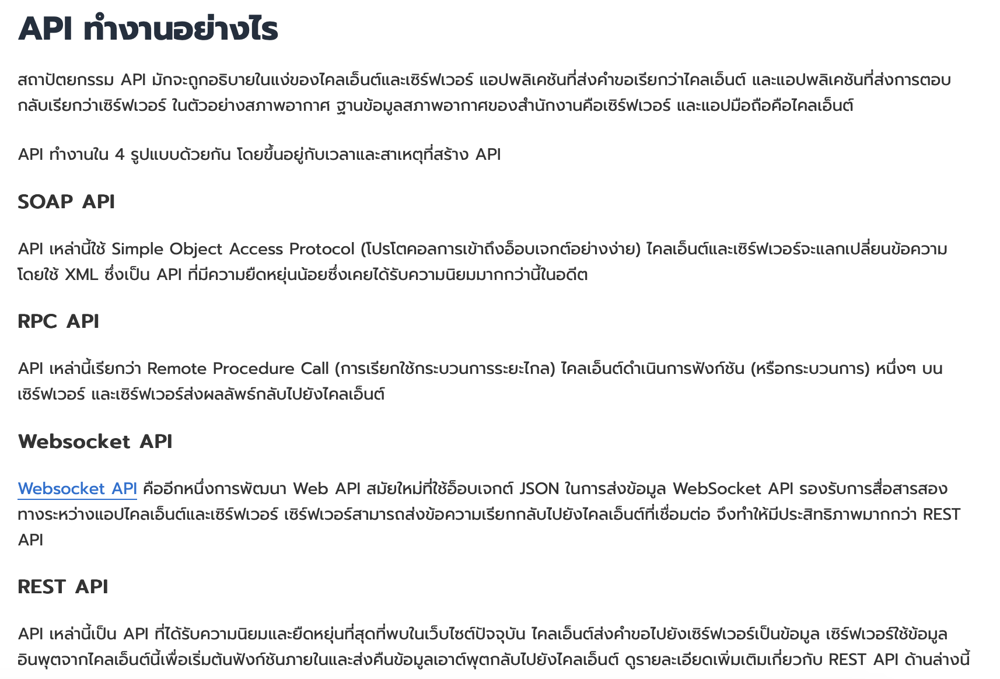 API ทำงานอย่างไร
สถาปัตยกรรม API มักจะถูกอธิบายในแง่ของไคลเอ็นต์และเซิร์ฟเวอร์ แอปพลิเคชันที่ส่งคำขอเรียกว่าไคลเอ็นต์ และแอปพลิเคชันที่ส่งการตอบ
กลับเรียกว่าเซิร์ฟเวอร์ ในตัวอย่างสภาพอากาศ ฐานข้อมูลสภาพอากาศของสำนักงานคือเซิร์ฟเวอร์ และแอปมือถือคือไคลเอ็นต์
API ทำงานใน 4 รูปแบบด้วยกัน โดยขึ้นอยู่กับเวลาและสาเหตุที่สร้าง API
SOAP API
API เหล่านี้ใช้ Simple Object Access Protocol (โปรโตคอลการเข้าถึงอ็อบเจกต์อย่างง่าย) ไคลเอ็นต์และเซิร์ฟเวอร์จะแลกเปลี่ยนข้อความ
โดยใช้ XML ซึ่งเป็น API ที่มีความยืดหยุ่นน้อยซึ่งเคยได้รับความนิยมมากกว่านี้ในอดีต
RPC API
API เหล่านี้เรียกว่า Remote Procedure Call (การเรียกใช้กระบวนการระยะไกล) ไคลเอ็นต์ดำเนินการฟังก์ชัน (หรือกระบวนการ) หนึ่งๆ บน
เซิร์ฟเวอร์ และเซิร์ฟเวอร์ส่งผลลัพธ์กลับไปยังไคลเอ็นต์
Websocket API
Websocket API คืออีกหนึ่งการพัฒนา Web API สมัยใหม่ที่ใช้อ็อบเจกต์ JSON ในการส่งข้อมูล WebSocket API รองรับการสื่อสารสอง
ทางระหว่างแอปไคลเอ็นต์และเซิร์ฟเวอร์ เซิร์ฟเวอร์สามารถส่งข้อความเรียกกลับไปยังไคลเอ็นต์ที่เชื่อมต่อ จึงทำให้มีประสิทธิภาพมากกว่า REST
API
REST API
API เหล่านี้เป็น API ที่ได้รับความนิยมและยืดหยุ่นที่สุดที่พบในเว็บไซต์ปัจจุบัน ไคลเอ็นต์ส่งคำขอไปยังเซิร์ฟเวอร์เป็นข้อมูล เซิร์ฟเวอร์ใช้ข้อมูล
อินพุตจากไคลเอ็นต์นี้เพื่อเริ่มต้นฟังก์ชันภายในและส่งคืนข้อมูลเอาต์พุตกลับไปยังไคลเอ็นต์ ดูรายละเอียดเพิ่มเติมเกี่ยวกับ REST API ด้านล่างนี้